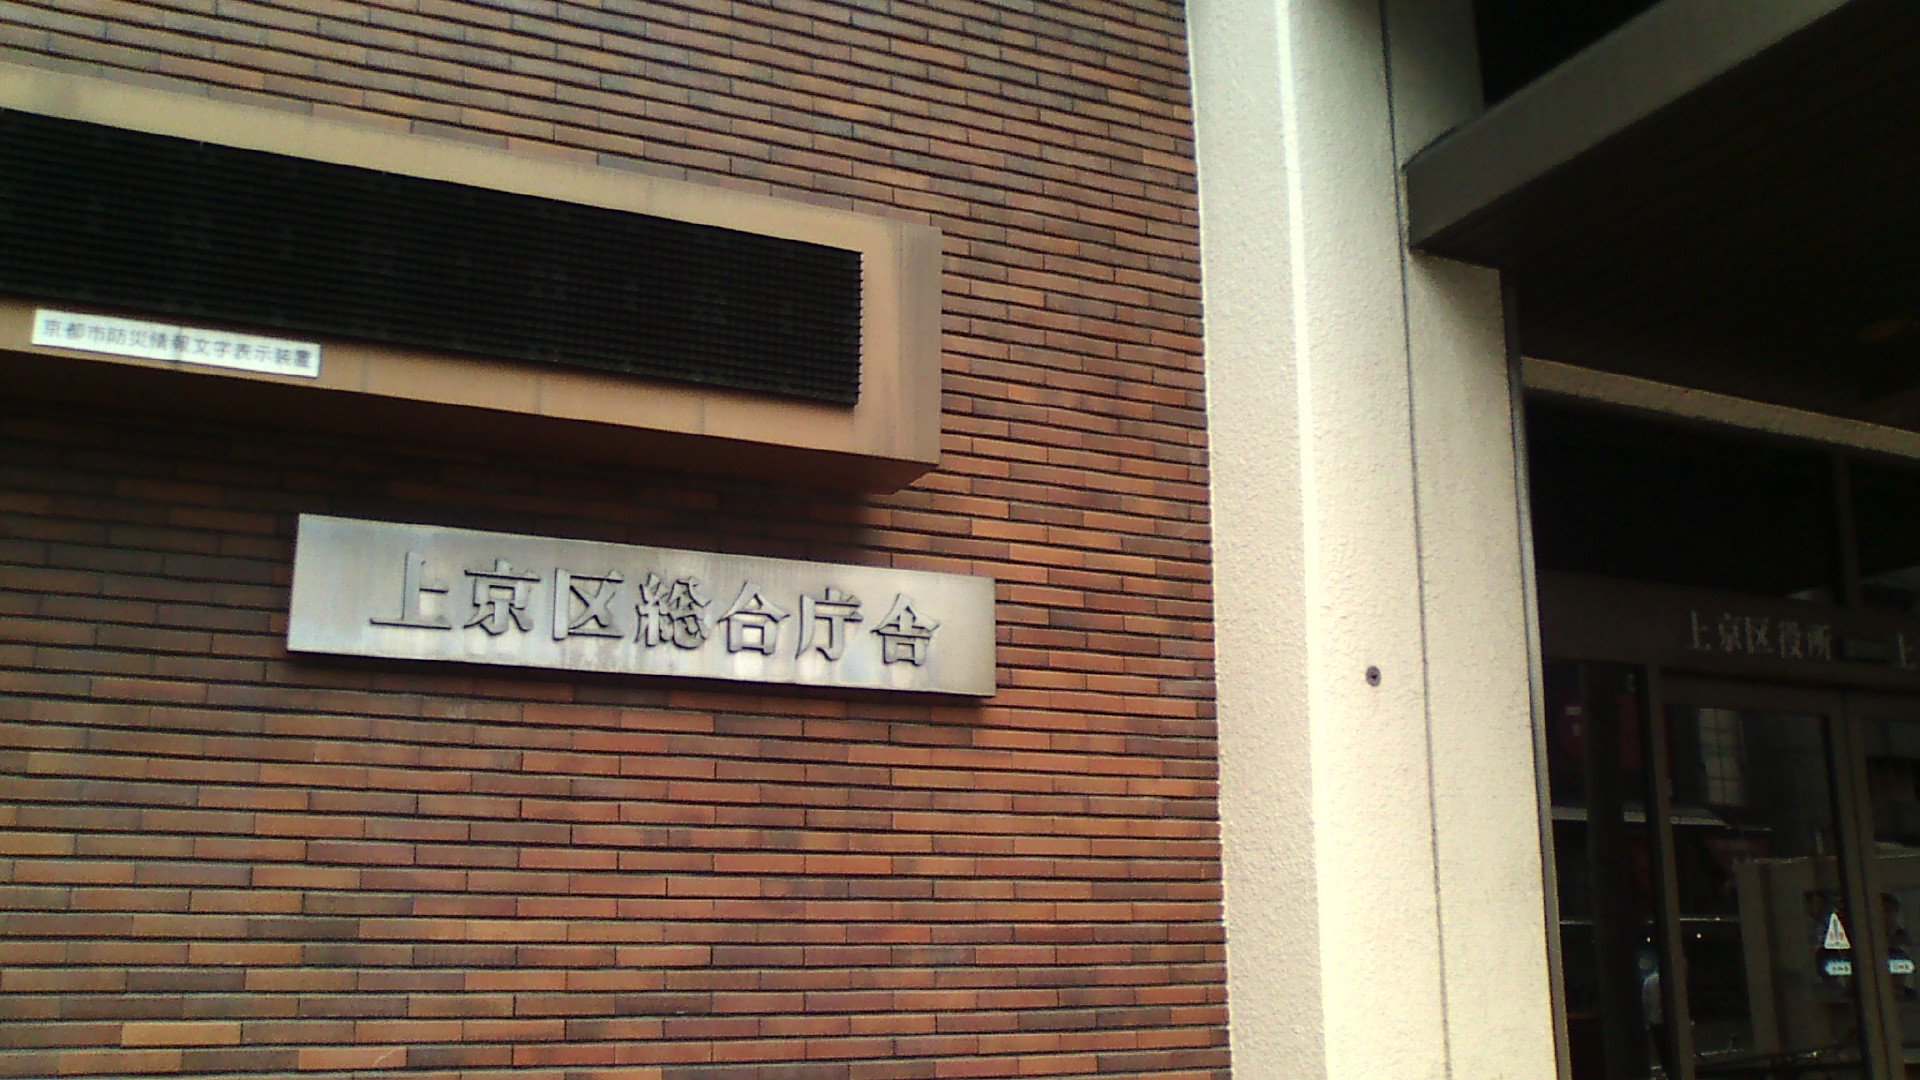 京都市防災情報文字表示装置
上京区総合庁舎
上京区役所
上